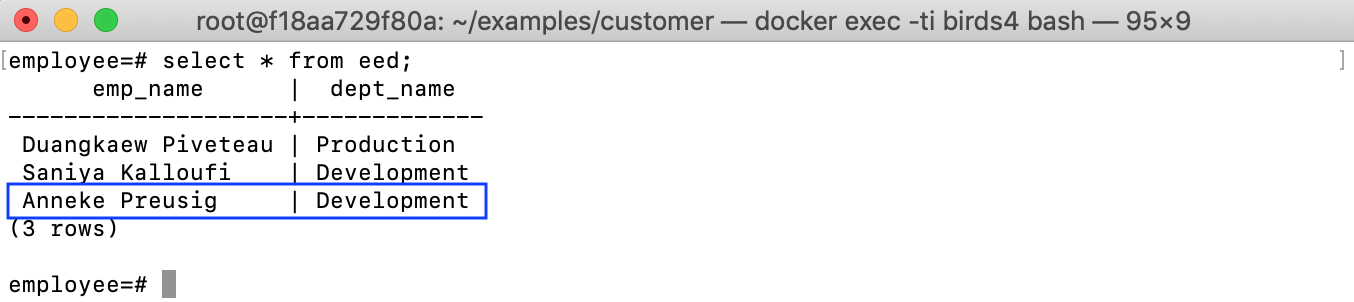 root@f18aa729f80a: ~/examples/customer — docker exec -ti birds4 bash — 95×9
[employee=# select * from eed; ]
      emp_name      |  dept_name
--------------------+-------------
 Duangkaew Piveteau | Production
 Saniya Kalloufi    | Development
 Anneke Preusig     | Development
(3 rows)
employee=#